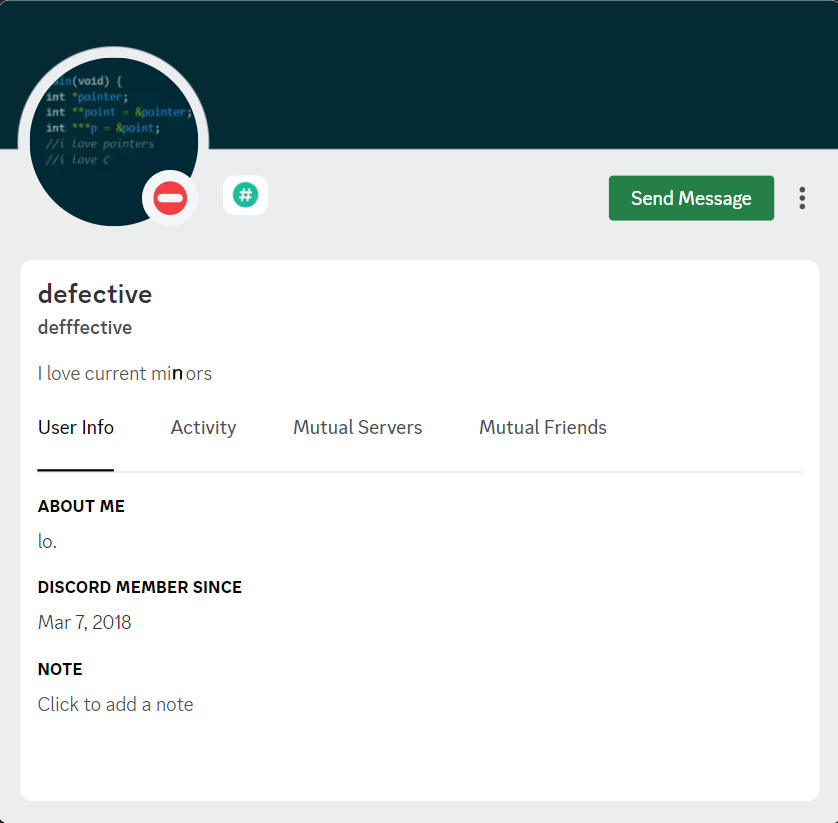 main(void) {
int *pointer;
int **point = &pointer;
int ***p = &point;
//i love pointers
//i love C
#
Send Message
defective
defffective
I love current minors
User Info Activity Mutual Servers Mutual Friends
ABOUT ME
lo.
DISCORD MEMBER SINCE
Mar 7, 2018
NOTE
Click to add a note